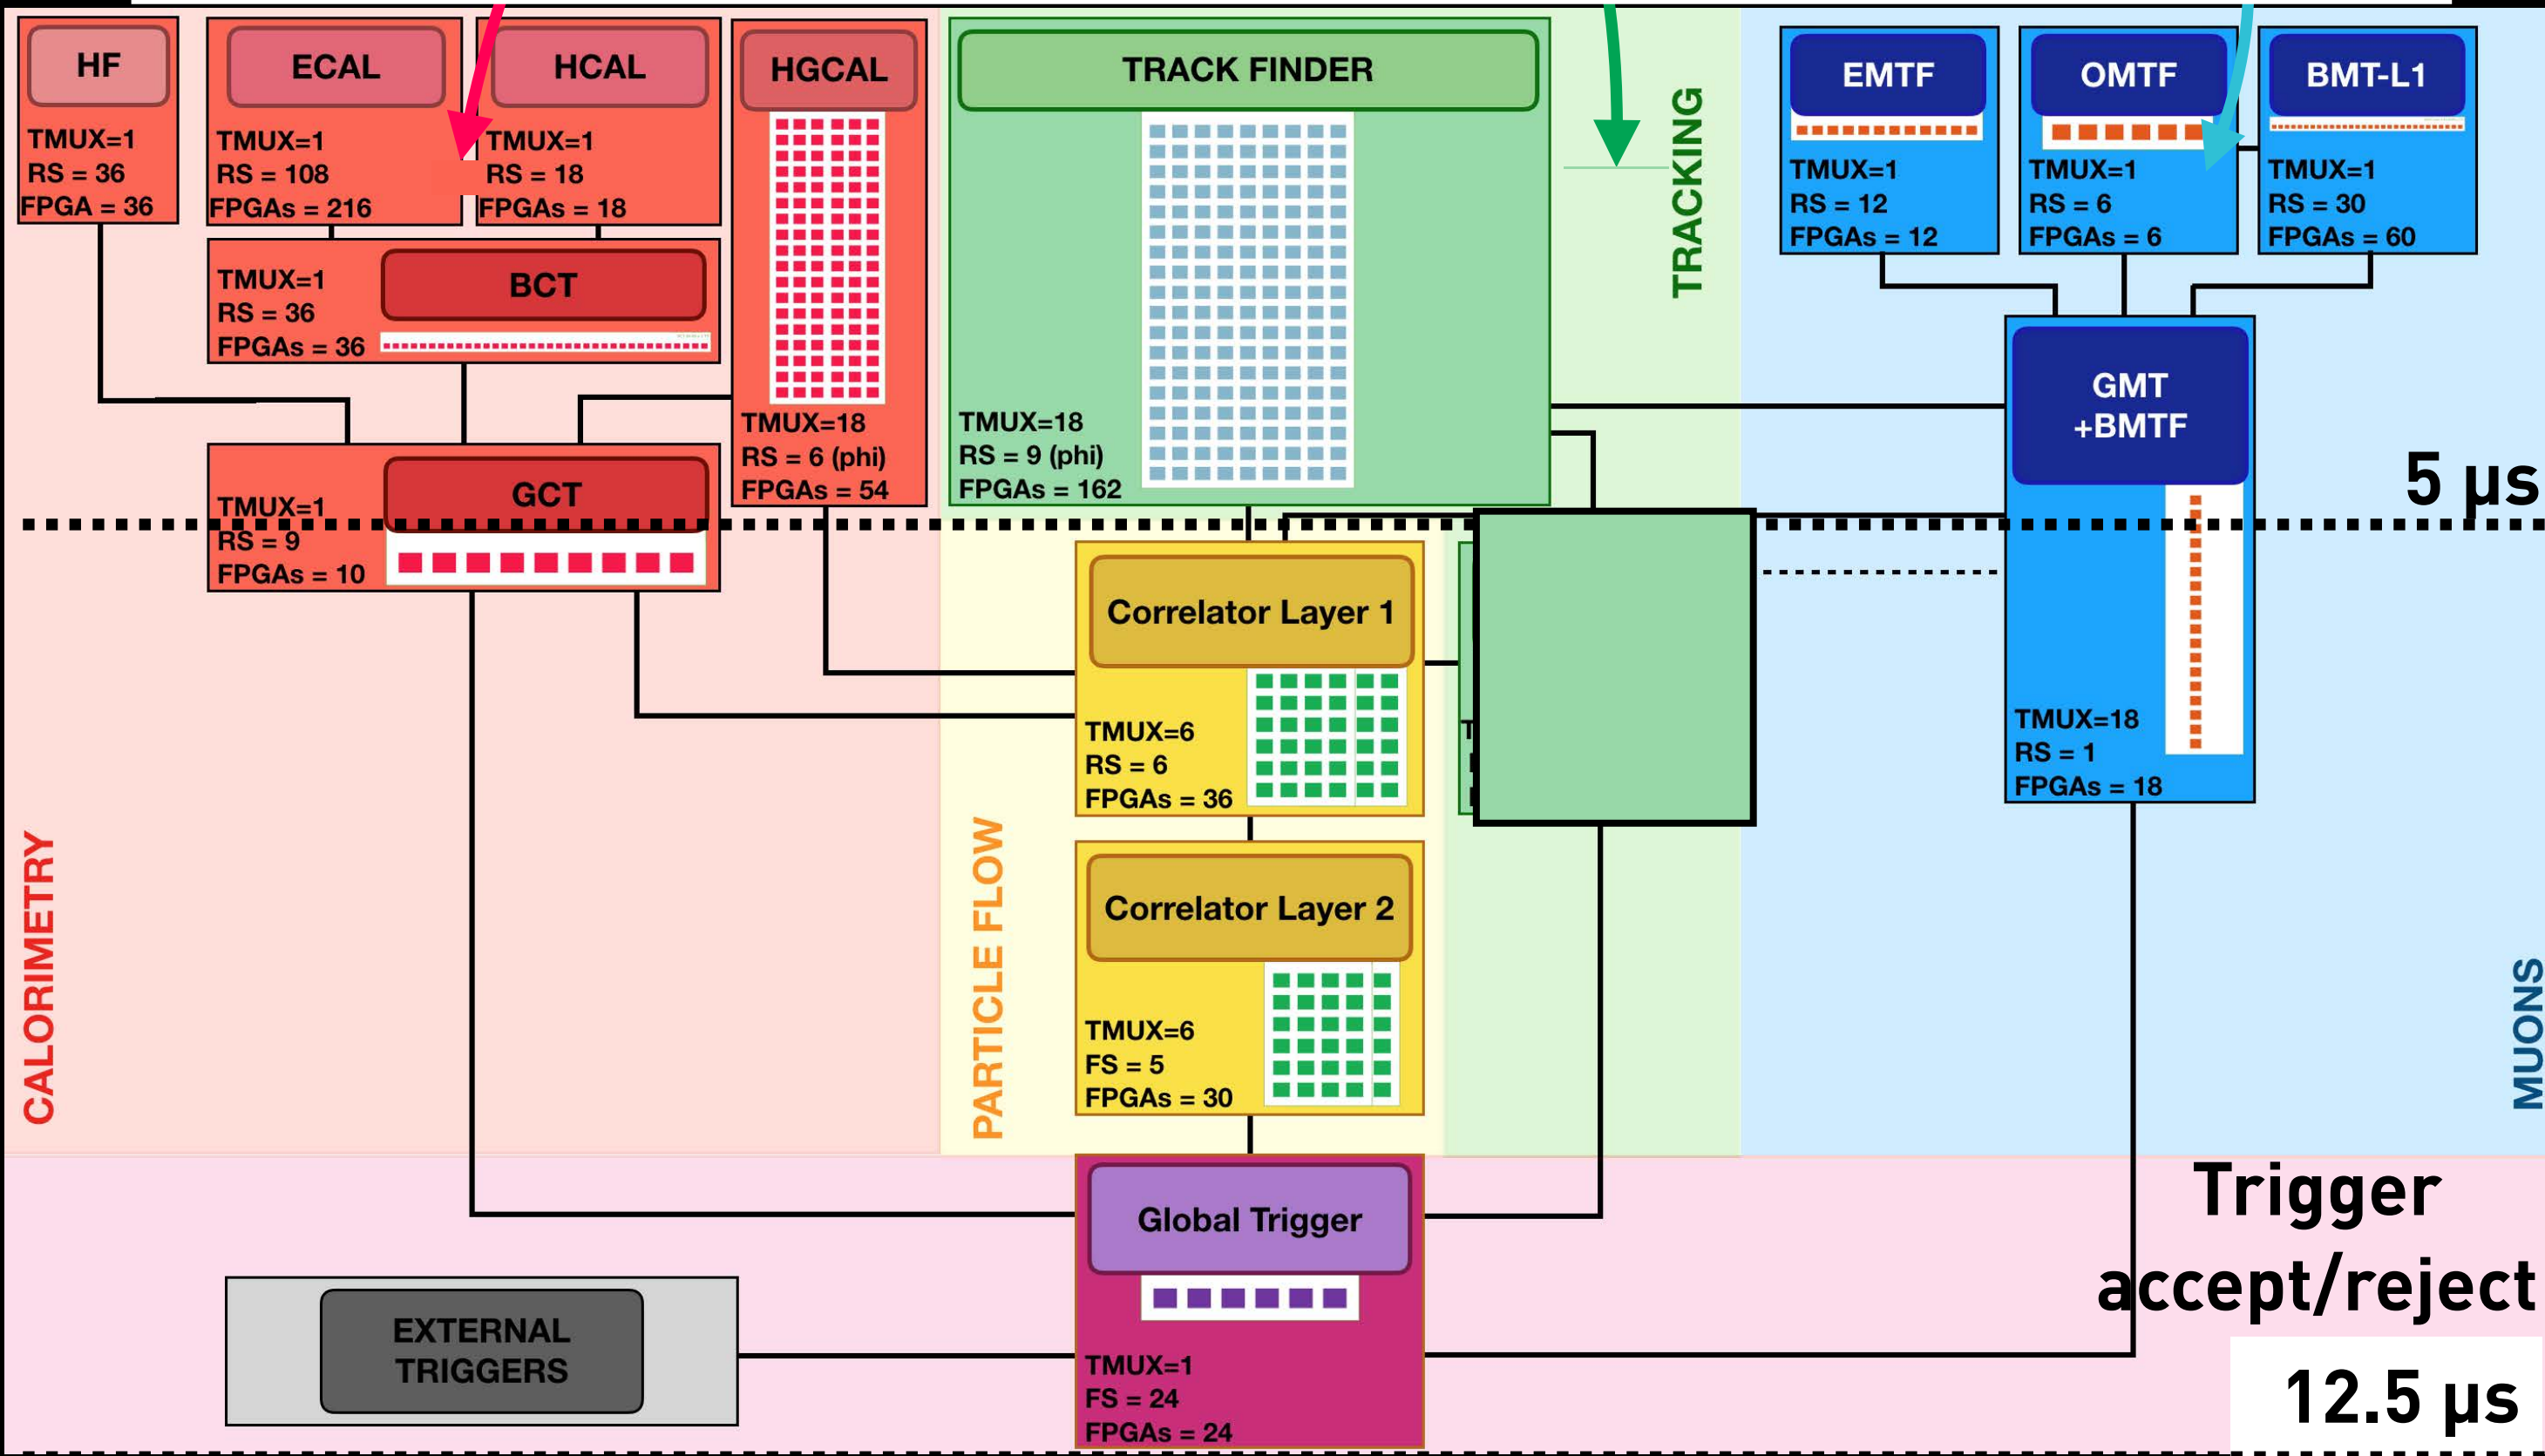 HF
TMUX=1
RS = 36
FPGA = 36
ECAL
TMUX=1
RS = 108
FPGAs = 216
HCAL
TMUX=1
RS = 18
FPGAs = 18
BCT
TMUX=1
RS = 36
FPGAs = 36
HGCAL
TMUX=18
RS = 6 (phi)
FPGAs = 54
GCT
TMUX=1
RS = 9
FPGAs = 10
CALORIMETRY
TRACK FINDER
TMUX=18
RS = 9 (phi)
FPGAs = 162
TRACKING
EMTF
TMUX=1
RS = 12
FPGAs = 12
OMTF
TMUX=1
RS = 6
FPGAs = 6
BMT-L1
TMUX=1
RS = 30
FPGAs = 60
GMT
+BMTF
TMUX=18
RS = 1
FPGAs = 18
5 µs
MUONS
PARTICLE FLOW
Correlator Layer 1
TMUX=6
RS = 6
FPGAs = 36
Correlator Layer 2
TMUX=6
FS = 5
FPGAs = 30
Global Trigger
TMUX=1
FS = 24
FPGAs = 24
EXTERNAL
TRIGGERS
Trigger
accept/reject
12.5 µs